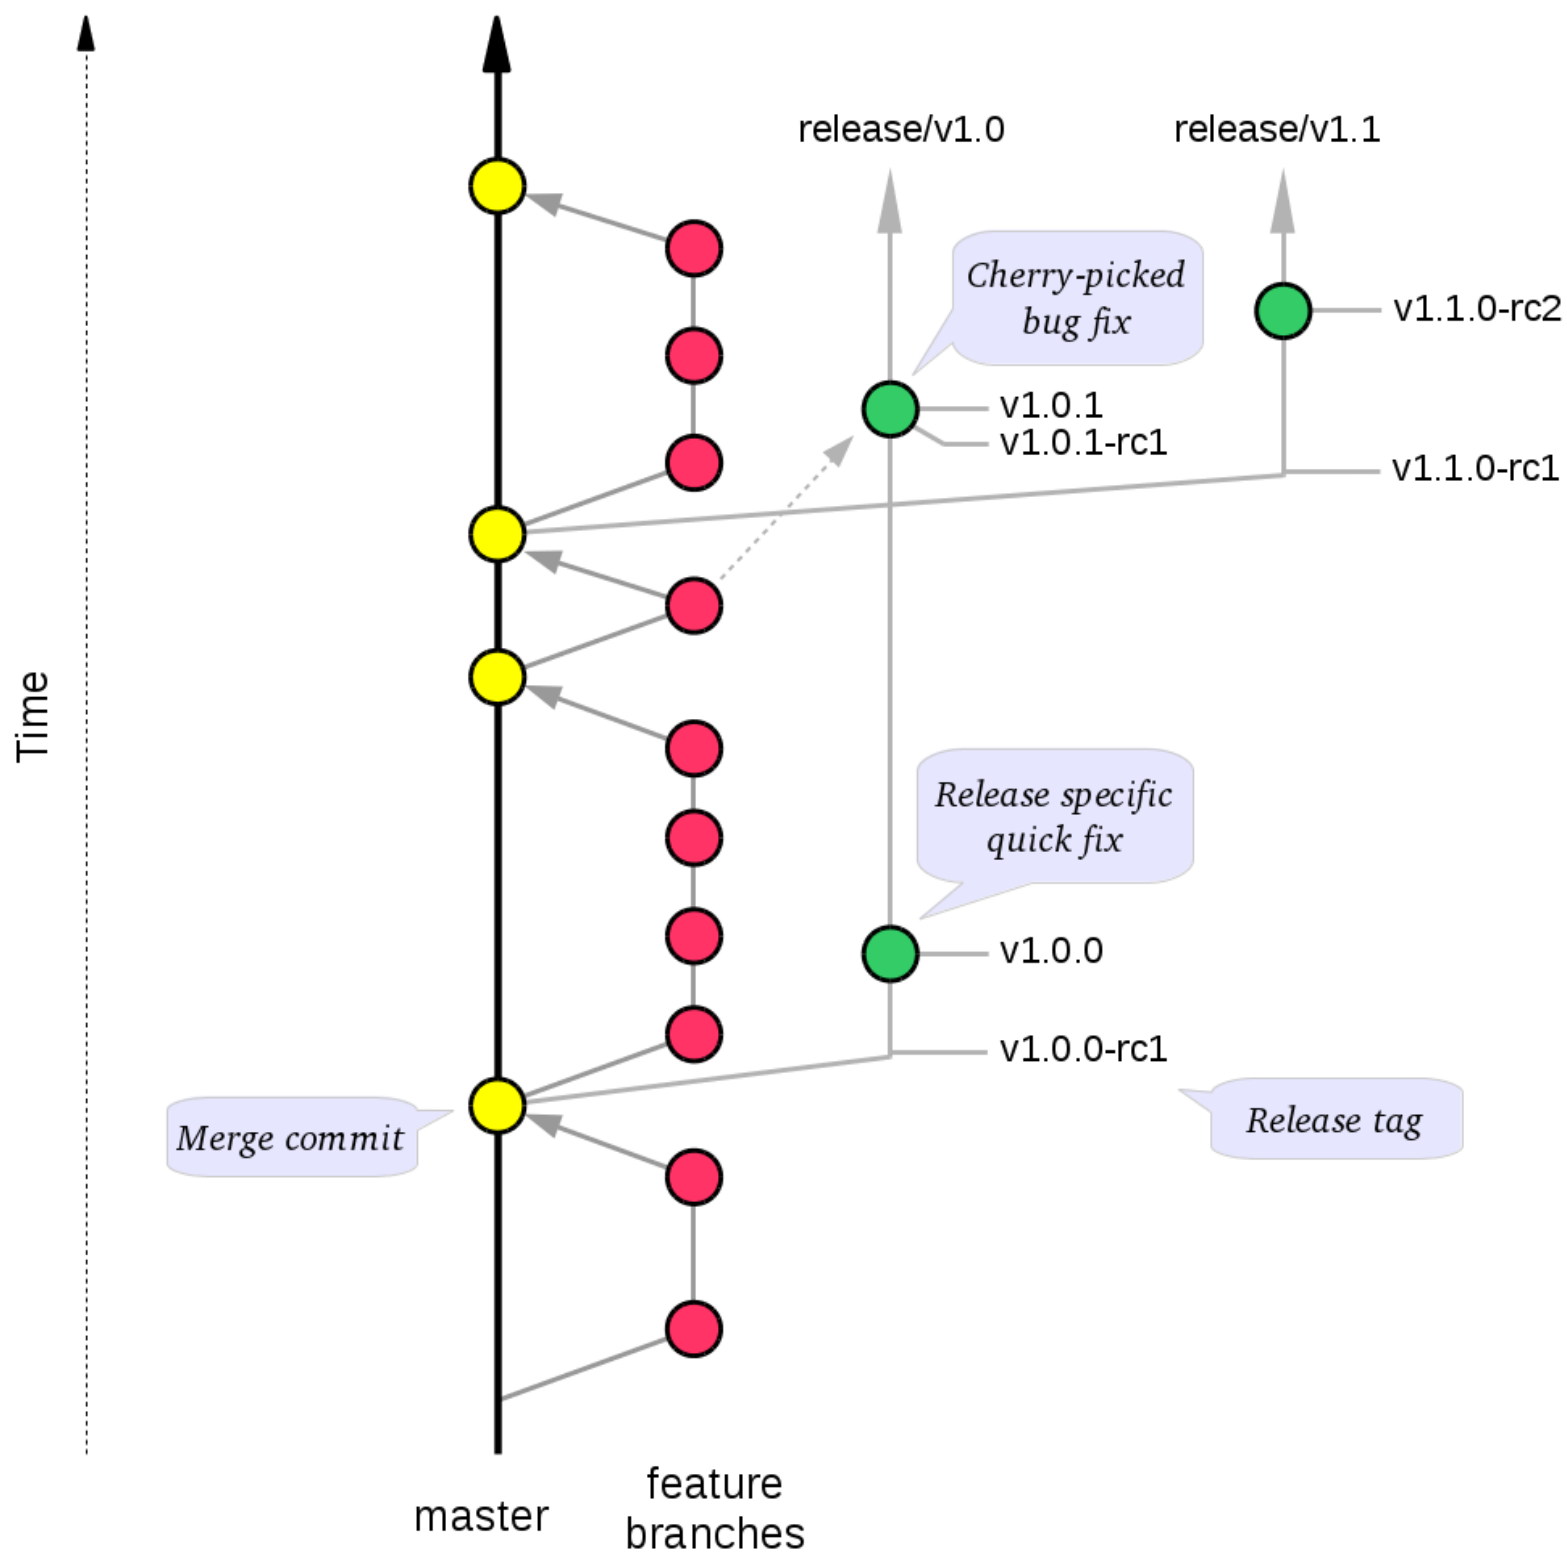 release/v1.0
release/v1.1
Cherry-picked
bug fix
v1.1.0-rc2
v1.0.1
v1.0.1-rc1
v1.1.0-rc1
Time
Release specific
quick fix
v1.0.0
v1.0.0-rc1
Merge commit
Release tag
master
feature
branches